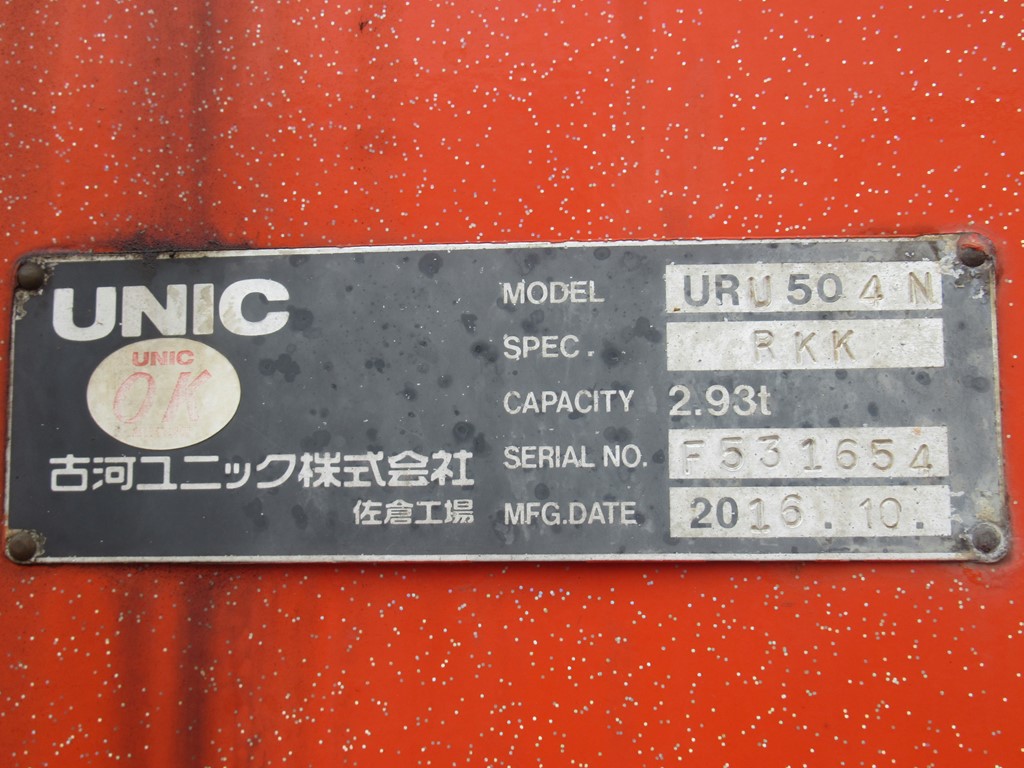 UNIC
UNIC
OK
古河ユニック株式会社
佐倉工場
MODEL URU504N
SPEC. RKK
CAPACITY 2.93t
SERIAL NO. F531654
MFG.DATE 2016.10.